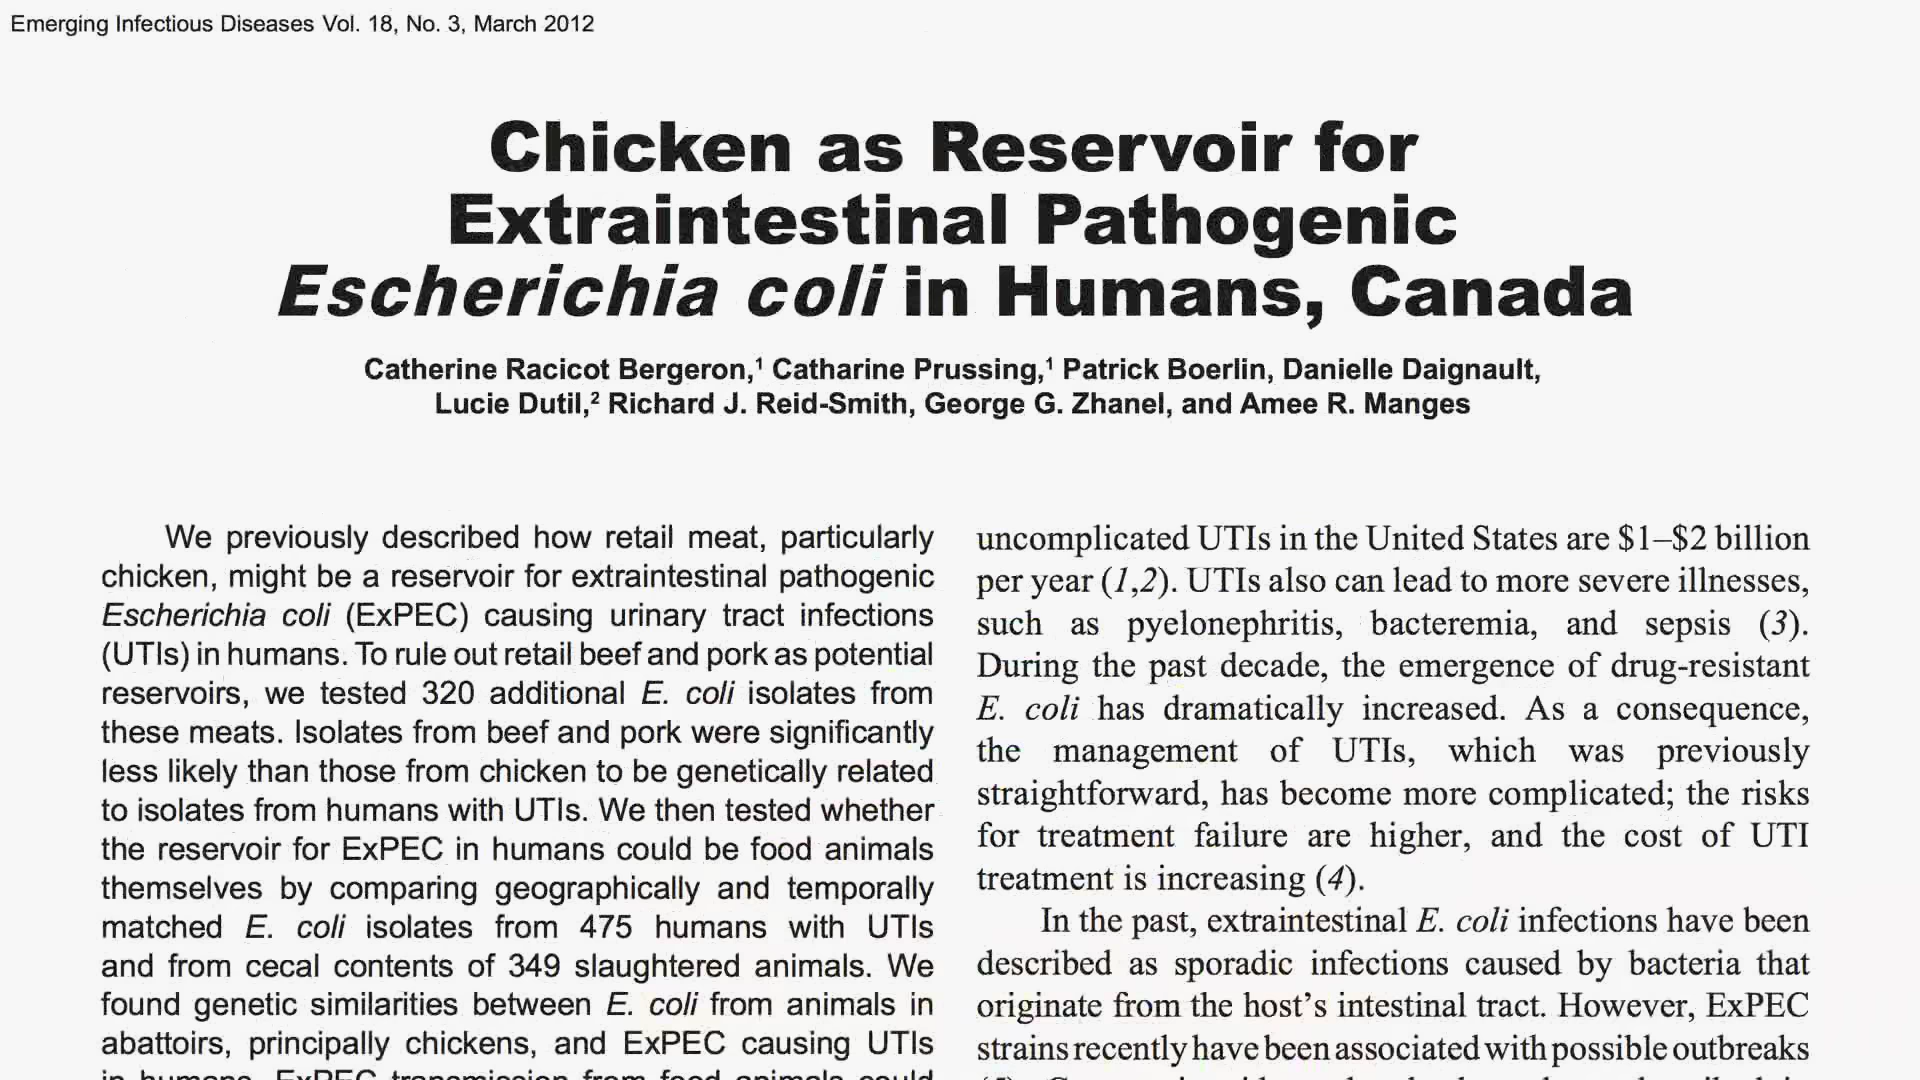 Emerging Infectious Diseases Vol. 18, No. 3, March 2012
Chicken as Reservoir for
Extraintestinal Pathogenic
Escherichia coli in Humans, Canada
Catherine Racicot Bergeron,¹ Catharine Prussing,¹ Patrick Boerlin, Danielle Daignault,
Lucie Dutil,² Richard J. Reid-Smith, George G. Zhanel, and Amee R. Manges
We previously described how retail meat, particularly
chicken, might be a reservoir for extraintestinal pathogenic
Escherichia coli (ExPEC) causing urinary tract infections
(UTIs) in humans. To rule out retail beef and pork as potential
reservoirs, we tested 320 additional E. coli isolates from
these meats. Isolates from beef and pork were significantly
less likely than those from chicken to be genetically related
to isolates from humans with UTIs. We then tested whether
the reservoir for ExPEC in humans could be food animals
themselves by comparing geographically and temporally
matched E. coli isolates from 475 humans with UTIs
and from cecal contents of 349 slaughtered animals. We
found genetic similarities between E. coli from animals in
abattoirs, principally chickens, and ExPEC causing UTIs
in humans. ExPEC transmission from food animals could
uncomplicated UTIs in the United States are $1–$2 billion
per year (1,2). UTIs also can lead to more severe illnesses,
such as pyelonephritis, bacteremia, and sepsis (3).
During the past decade, the emergence of drug-resistant
E. coli has dramatically increased. As a consequence,
the management of UTIs, which was previously
straightforward, has become more complicated; the risks
for treatment failure are higher, and the cost of UTI
treatment is increasing (4).
In the past, extraintestinal E. coli infections have been
described as sporadic infections caused by bacteria that
originate from the host's intestinal tract. However, ExPEC
strains recently have been associated with possible outbreaks